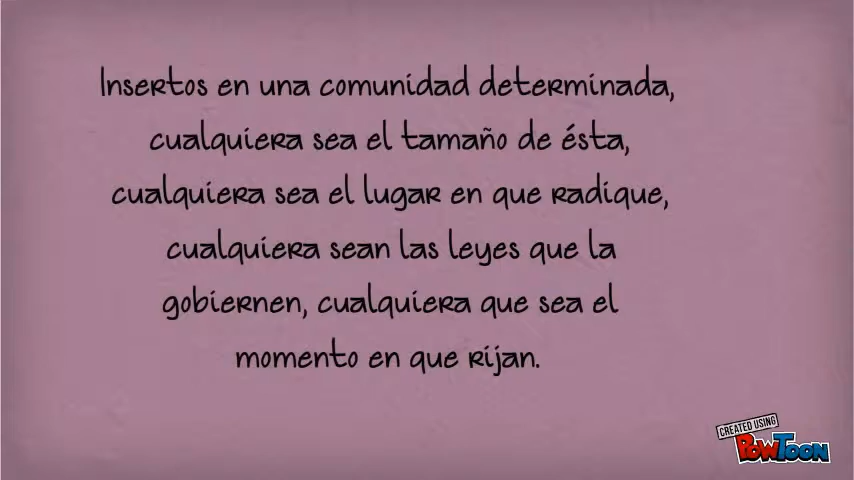 Insertos en una comunidad determinada,
cualquiera sea el tamaño de ésta,
cualquiera sea el lugar en que radique,
cualquiera sean las leyes que la
gobiernen, cualquiera que sea el
momento en que rijan.
CREATED USING
POWTOON